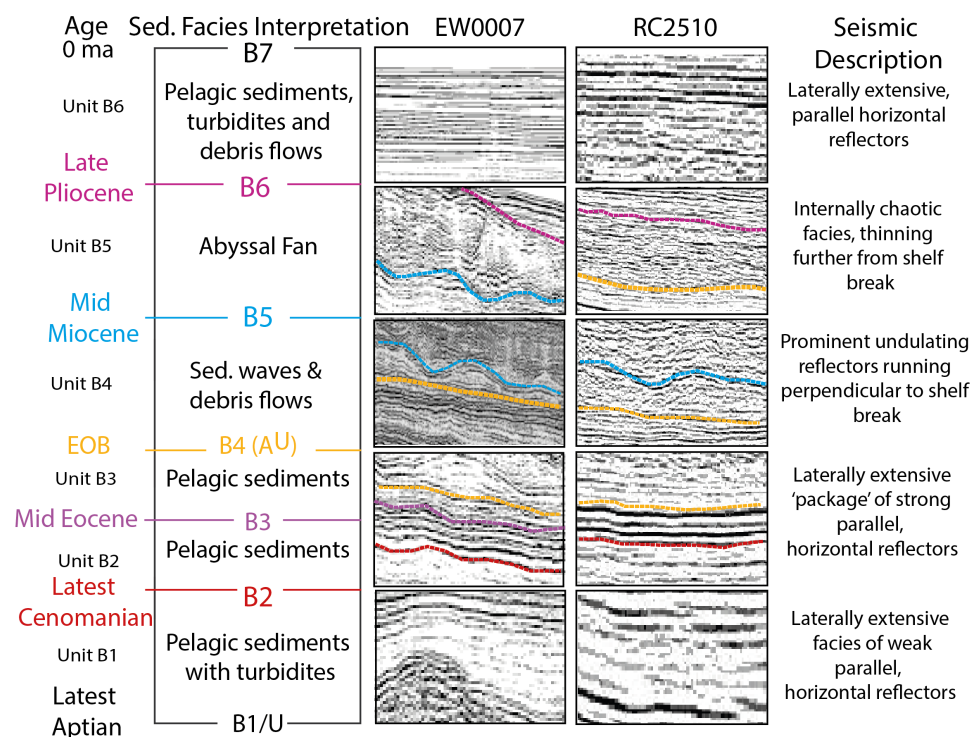 Age
Sed. Facies Interpretation
EW0007
RC2510
Seismic
Description
0 ma
B7
Unit B6
Pelagic sediments,
turbidites and
debris flows
Laterally extensive,
parallel horizontal
reflectors
Late
Pliocene
B6
Unit B5
Abyssal Fan
Internally chaotic
facies, thinning
further from shelf
break
Mid
Miocene
B5
Unit B4
Sed. waves &
debris flows
Prominent undulating
reflectors running
perpendicular to shelf
break
EOB
B4 (AU)
Unit B3
Pelagic sediments
Mid Eocene
B3
Unit B2
Pelagic sediments
Laterally extensive
‘package’ of strong
parallel,
horizontal reflectors
Latest
Cenomanian
B2
Unit B1
Pelagic sediments
with turbidites
Laterally extensive
facies of weak
parallel,
horizontal reflectors
Latest
Aptian
B1/U